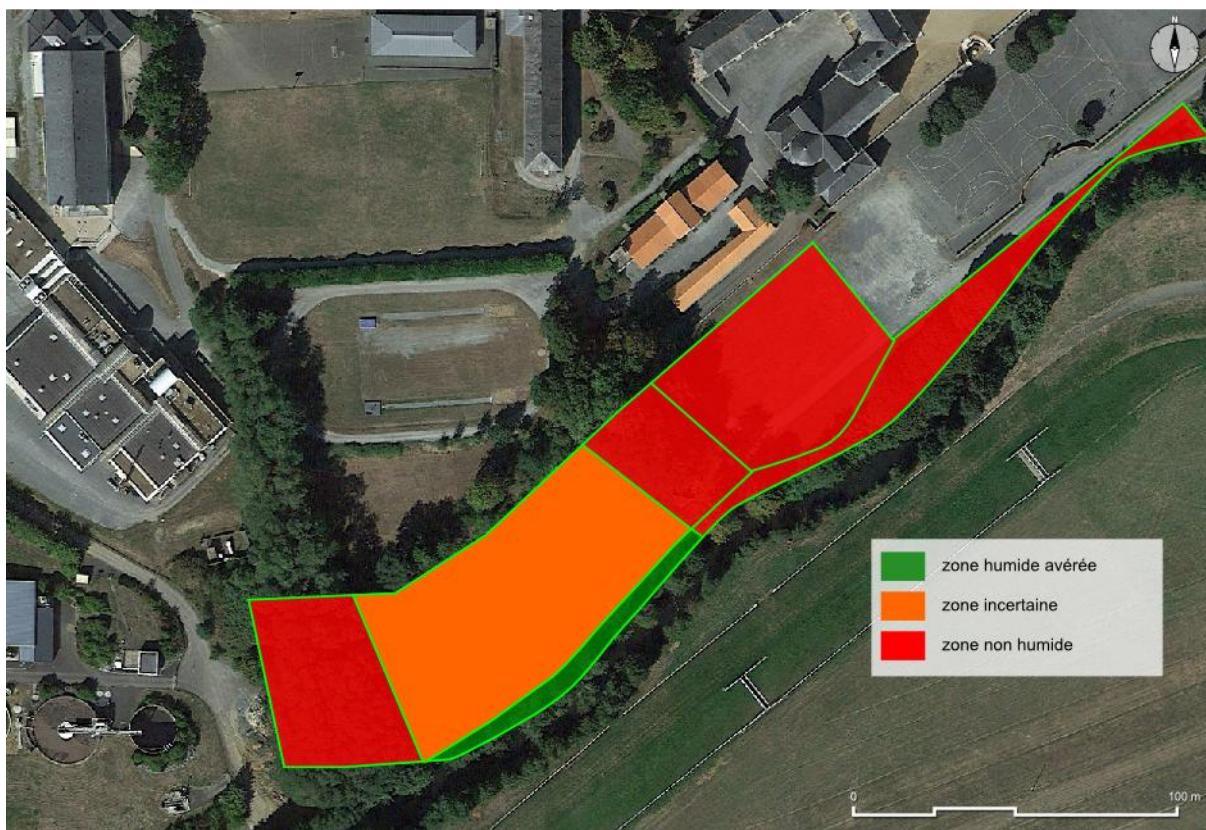 N
zone humide avérée
zone incertaine
zone non humide
0
100 m